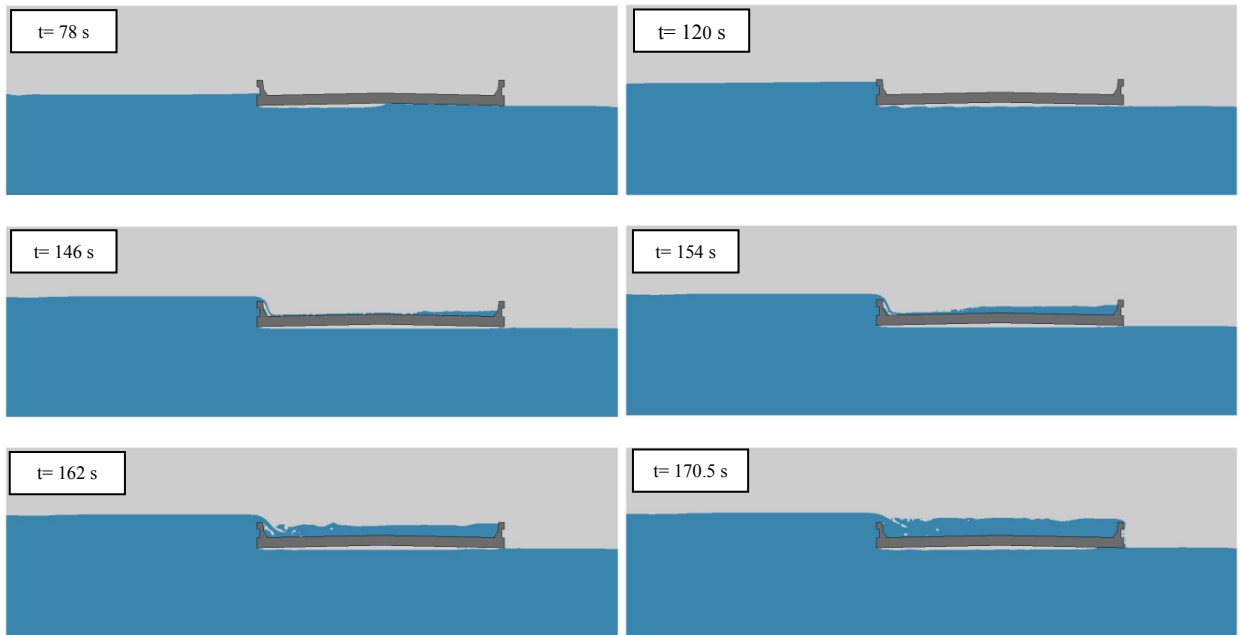 t= 78 s
t= 120 s
t= 146 s
t= 154 s
t= 162 s
t= 170.5 s